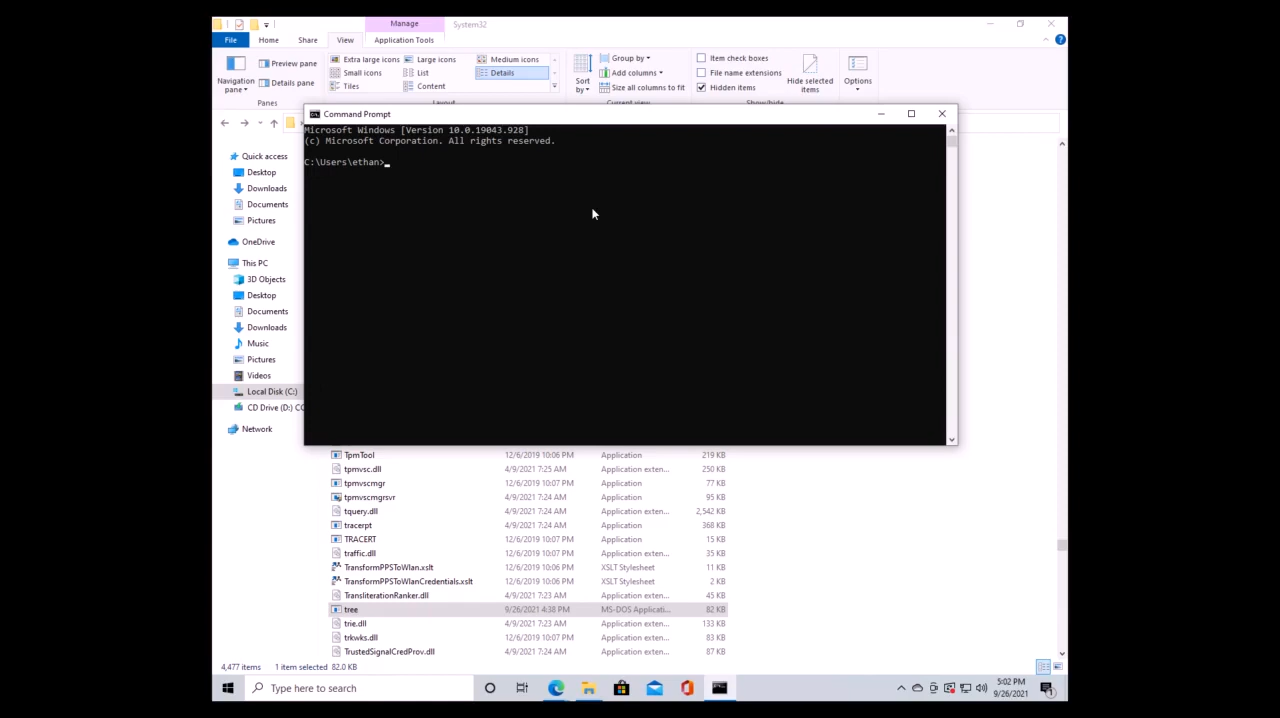 Manage
System32
File
Home
Share
View
Application Tools
Navigation pane
Preview pane
Details pane
Extra large icons
Large icons
Medium icons
Small icons
List
Details
Tiles
Content
Sort by
Group by
Add columns
Size all columns to fit
Item check boxes
File name extensions
Hidden items
Hide selected items
Options
Panes
Layout
Current view
Show/hide
Command Prompt
Microsoft Windows [Version 10.0.19043.928]
(c) Microsoft Corporation. All rights reserved.
C:\Users\ethan>
Quick access
Desktop
Downloads
Documents
Pictures
OneDrive
This PC
3D Objects
Desktop
Documents
Downloads
Music
Pictures
Videos
Local Disk (C:)
CD Drive (D:) CC
Network
TpmTool 12/6/2019 10:06 PM Application 219 KB
tpmvsc.dll 4/9/2021 7:25 AM Application exten... 250 KB
tpmvscmgr 12/6/2019 10:07 PM Application 77 KB
tpmvscmgrsvr 4/9/2021 7:24 AM Application 95 KB
tquery.dll 4/9/2021 7:24 AM Application exten... 2,542 KB
tracerpt 4/9/2021 7:24 AM Application 368 KB
TRACERT 12/6/2019 10:07 PM Application 15 KB
traffic.dll 12/6/2019 10:07 PM Application exten... 35 KB
TransformPPSToWlan.xslt 12/6/2019 10:06 PM XSLT Stylesheet 11 KB
TransformPPSToWlanCredentials.xslt 12/6/2019 10:06 PM XSLT Stylesheet 2 KB
TransliterationRanker.dll 4/9/2021 7:24 AM Application exten... 45 KB
tree 9/26/2021 4:38 PM MS-DOS Applicati... 82 KB
trie.dll 4/9/2021 7:23 AM Application exten... 133 KB
trkwks.dll 12/6/2019 10:07 PM Application exten... 83 KB
TrustedSignalCredProv.dll 4/9/2021 7:24 AM Application exten... 87 KB
4,477 items 1 item selected 82.0 KB
Type here to search
5:02 PM
9/26/2021
1